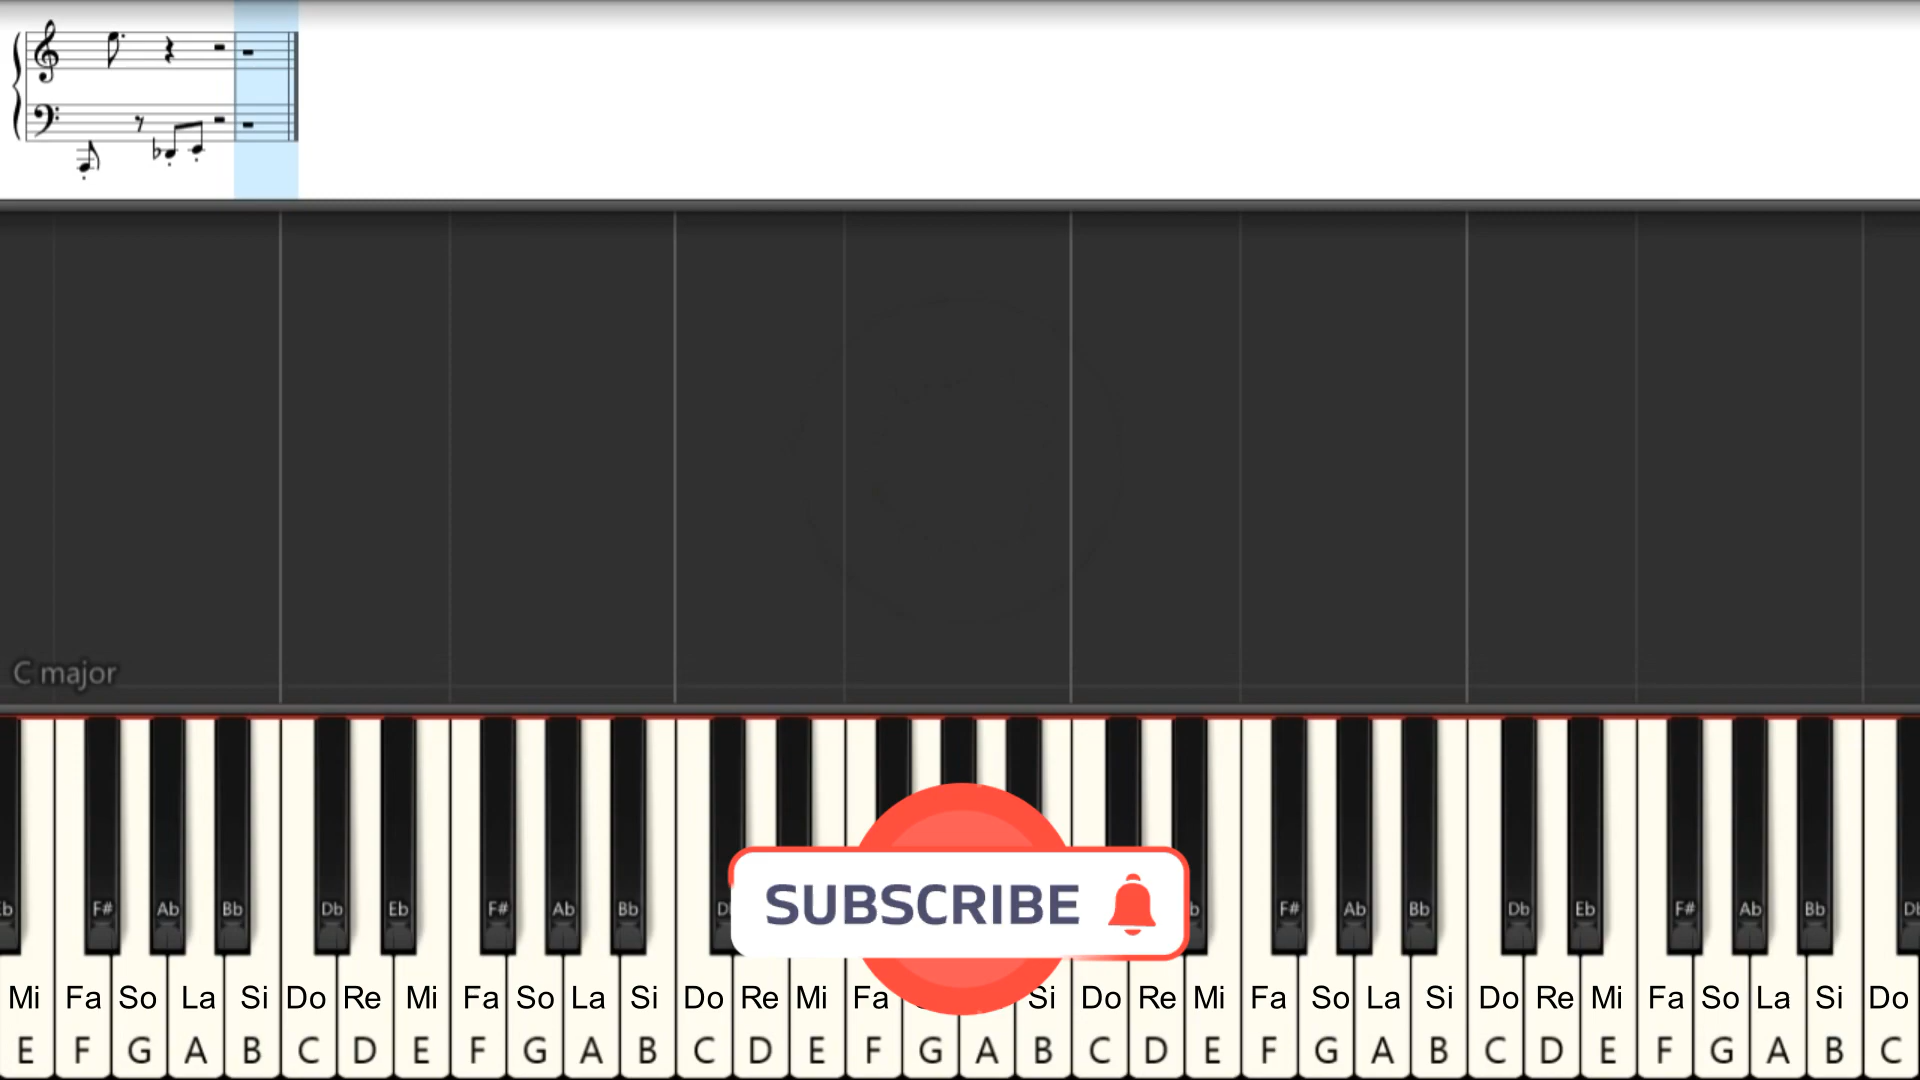 C major
b F# Ab Bb Db Eb F# Ab Bb D b F# Ab Bb Db Eb F# Ab Bb Db
SUBSCRIBE
Mi Fa So La Si Do Re Mi Fa So La Si Do Re Mi Fa Si Do Re Mi Fa So La Si Do Re Mi Fa So La Si Do
E F G A B C D E F G A B C D E F G A B C D E F G A B C D E F G A B C